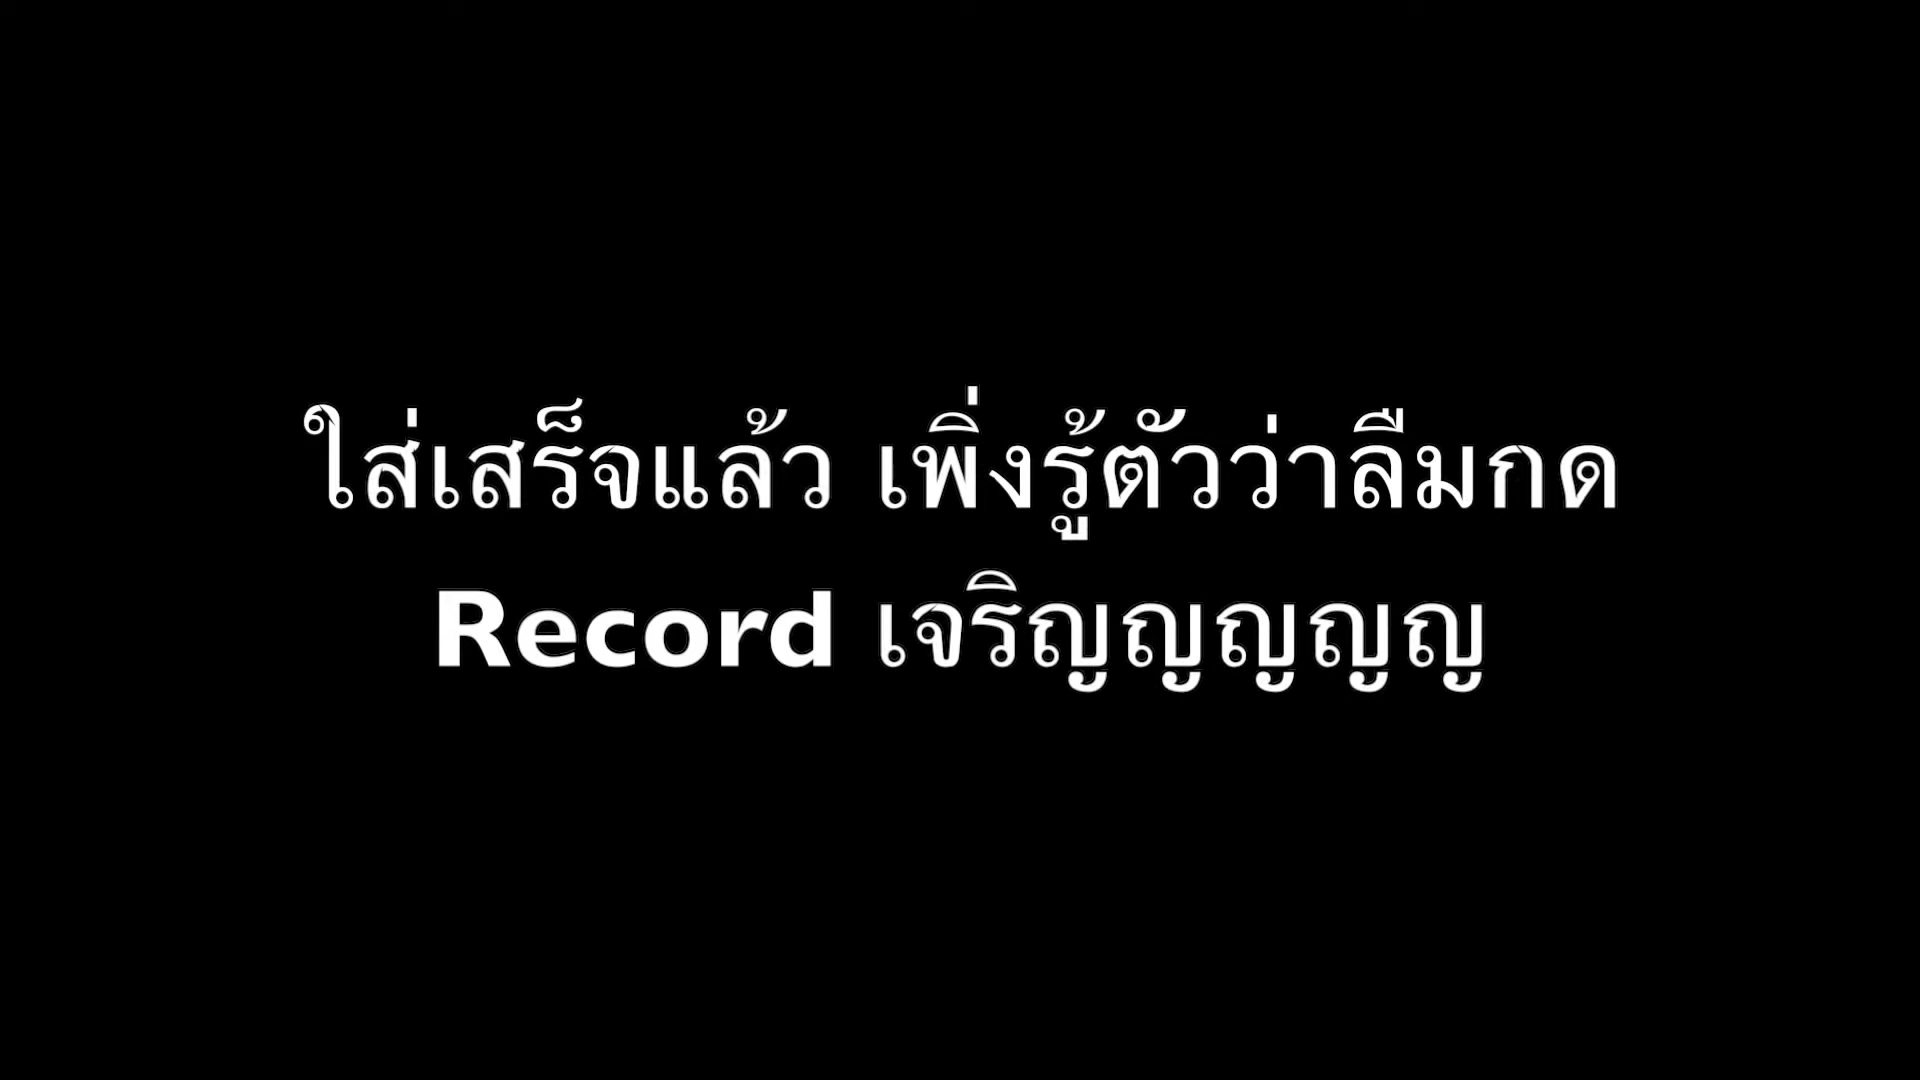 ใส่เสร็จแล้ว เพิ่งรู้ตัวว่าลืมกด
Record เจริญญญญญ